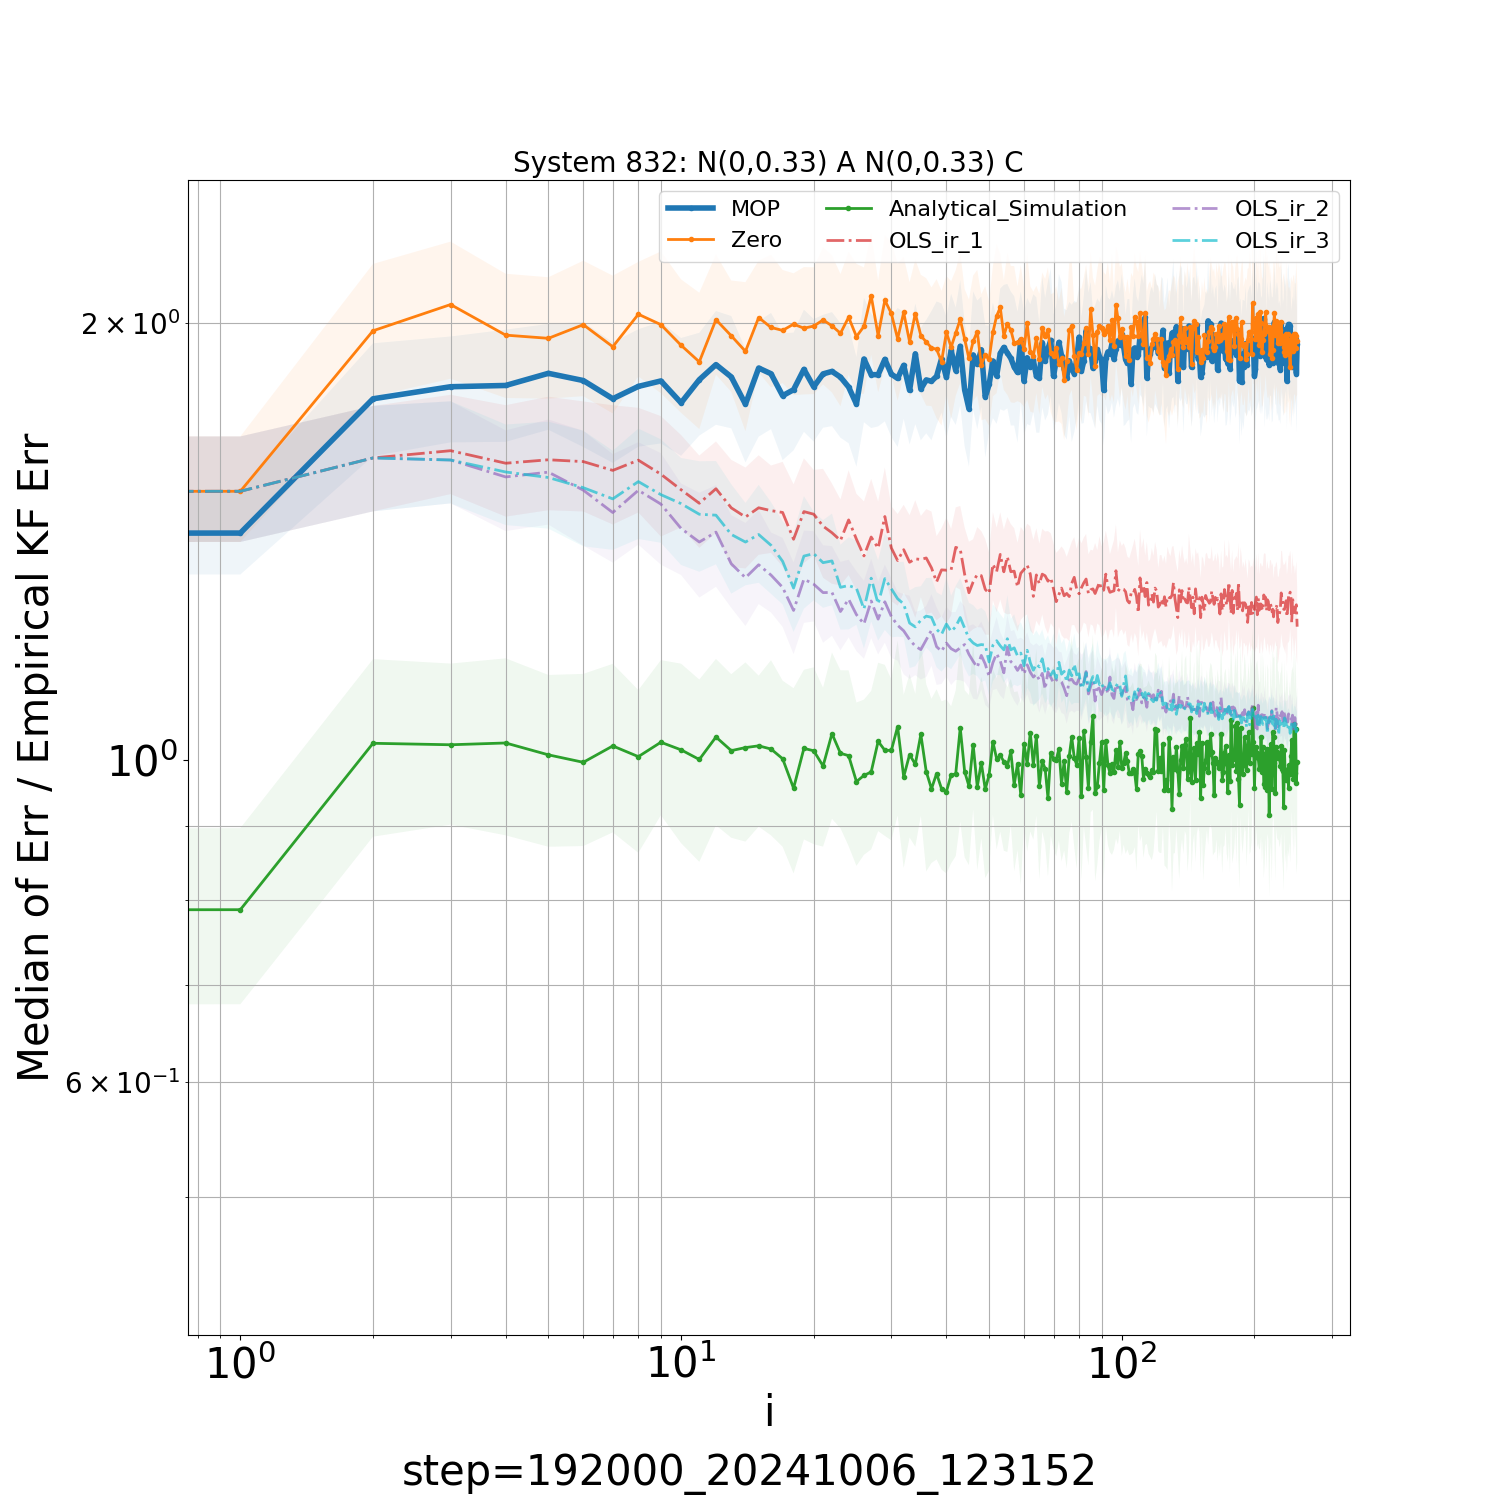 System 832: N(0,0.33) A N(0,0.33) C
MOP
Zero
Analytical_Simulation
OLS_ir_1
OLS_ir_2
OLS_ir_3
Median of Err / Empirical KF Err
2 × 10⁰
10⁰
6 × 10⁻¹
10⁰ 10¹ 10²
i
step=192000_20241006_123152